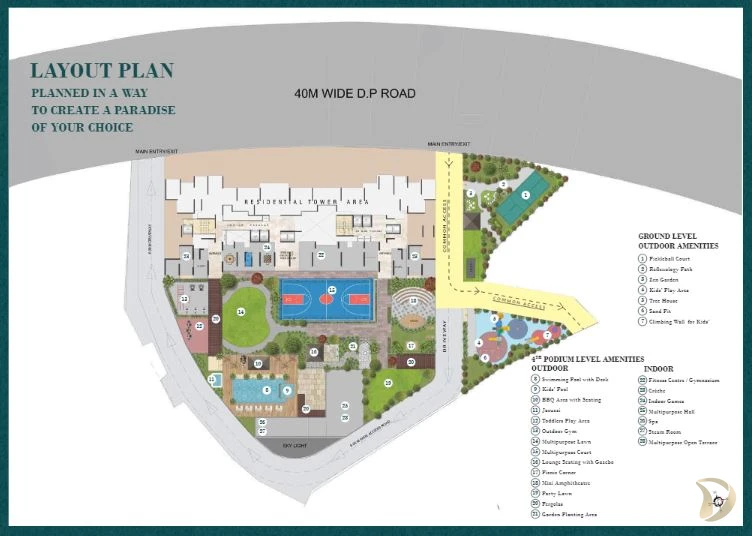 LAYOUT PLAN
PLANNED IN A WAY
TO CREATE A PARADISE
OF YOUR CHOICE
40M WIDE D.P ROAD
MAIN ENTRY/EXIT
MAIN ENTRY/EXIT
RESIDENTIAL TOWER AREA
COMMON ACCESS
COMMON ACCESS
DRIVEWAY
SKY LIGHT
GROUND LEVEL
OUTDOOR AMENITIES
1 Pickleball Court
2 Reflexology Path
3 Zen Garden
4 Kids' Play Area
5 Tree House
6 Sand Pit
7 Climbing Wall for Kids'
4TH PODIUM LEVEL AMENITIES
OUTDOOR
8 Swimming Pool with Deck
9 Kids' Pool
10 BBQ Area with Seating
11 Jacuzzi
12 Toddlers Play Area
13 Outdoor Gym
14 Multipurpose Lawn
15 Multipurpose Court
16 Lounge Seating with Gazebo
17 Picnic Corner
18 Mini Amphitheatre
19 Party Lawn
20 Pergolas
21 Garden Planting Area
INDOOR
22 Fitness Centre / Gymnasium
23 Crèche
24 Indoor Games
25 Multipurpose Hall
26 Spa
27 Steam Room
28 Multipurpose Open Terrace